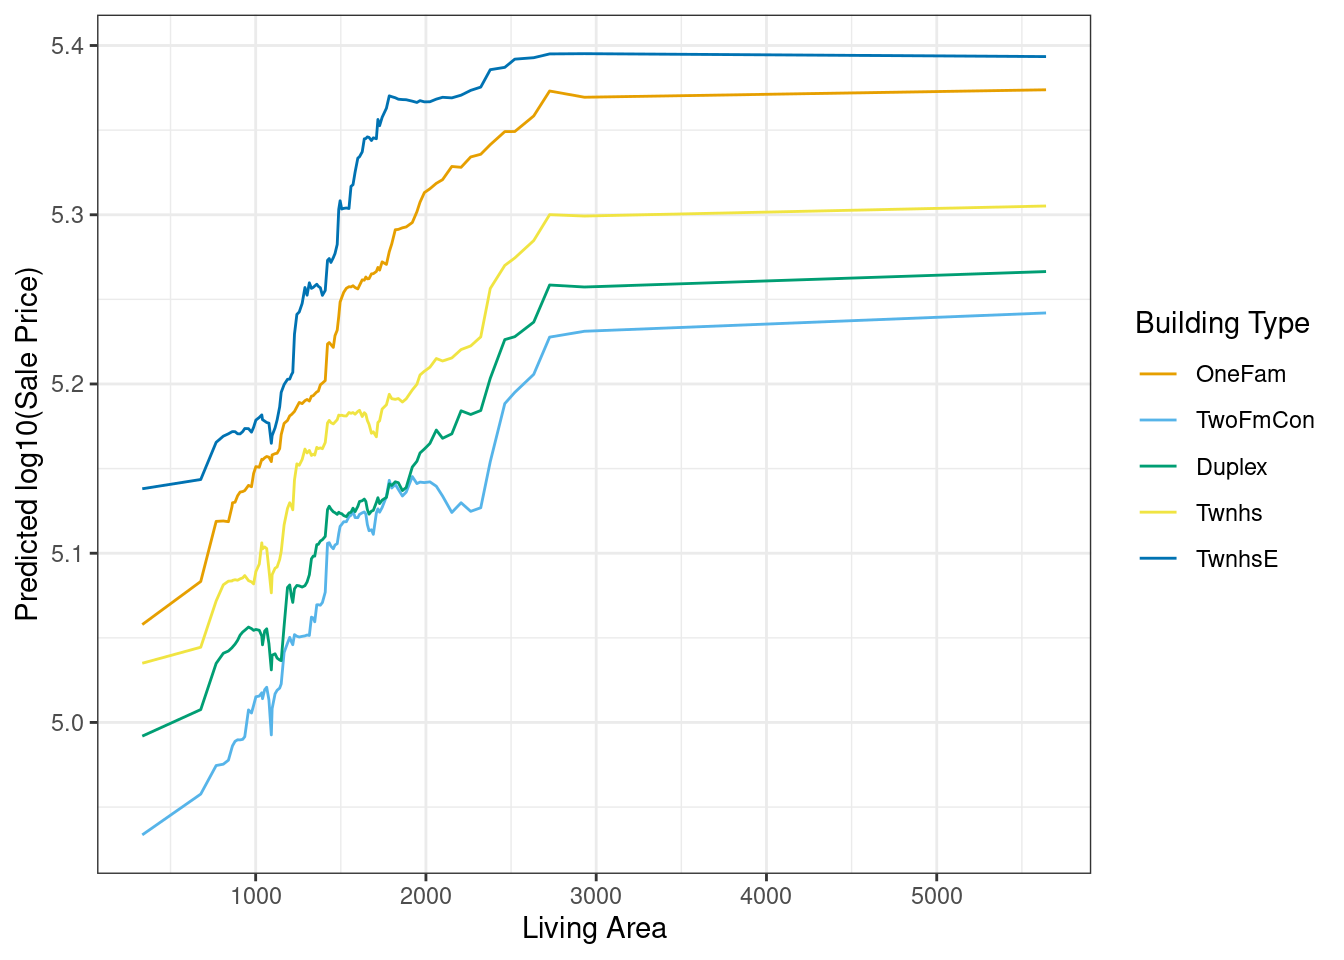 5.4
5.3
5.2
5.1
5.0
Predicted log10(Sale Price)
1000 2000 3000 4000 5000
Living Area
Building Type
OneFam
TwoFmCon
Duplex
Twnhs
TwnhsE